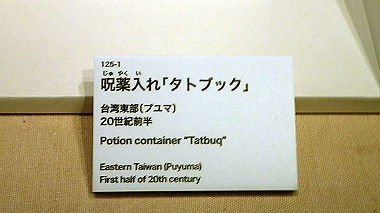 125-1
じゅ やく い
呪薬入れ「タトブック」
台湾東部(プユマ)
20世紀前半
Potion container "Tatbuq"
Eastern Taiwan (Puyuma)
First half of 20th century